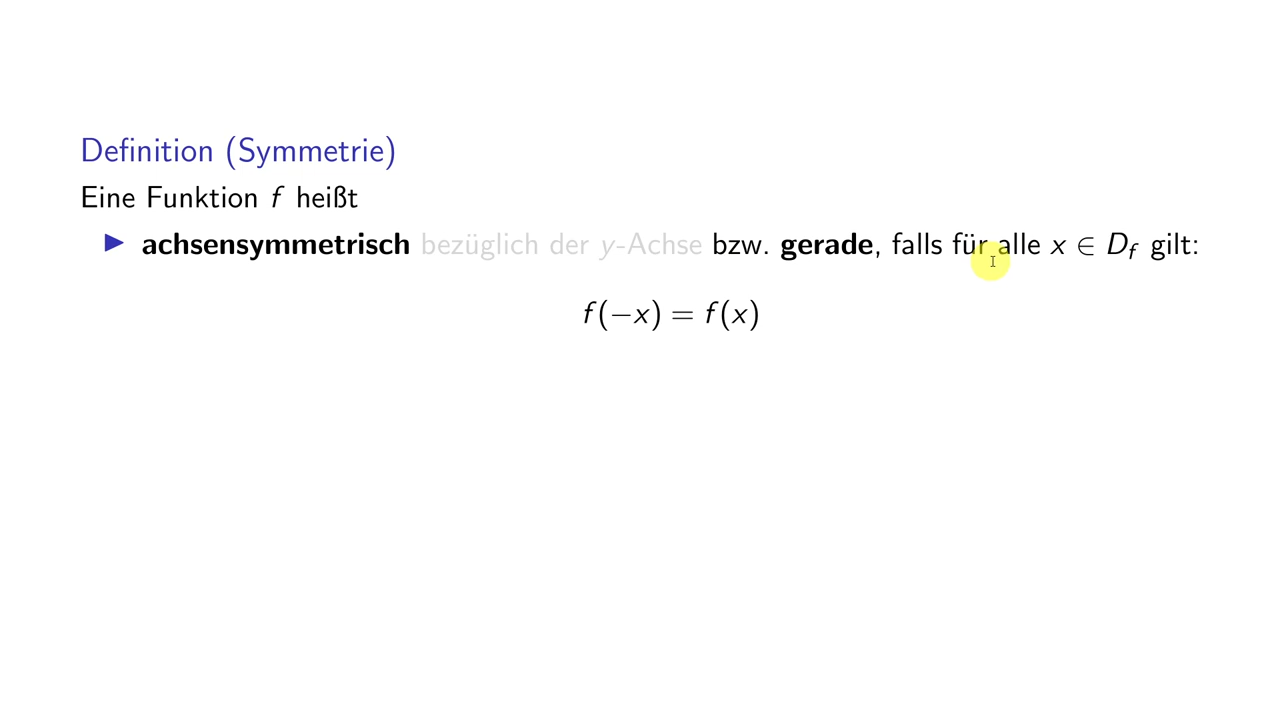 Definition (Symmetrie)
Eine Funktion f heißt
▶ achsensymmetrisch bezüglich der y-Achse bzw. gerade, falls für alle x ∈ D_f gilt:
f(−x) = f(x)